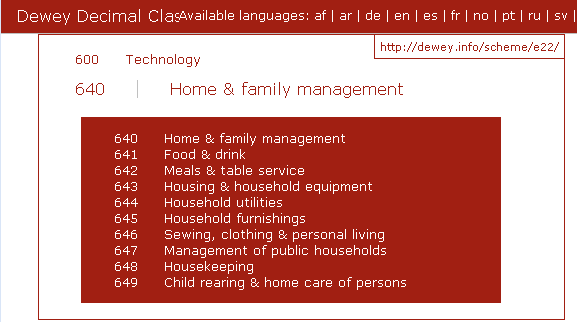 Dewey Decimal Clas
Available languages: af | ar | de | en | es | fr | no | pt | ru | sv |
http://dewey.info/scheme/e22/
600 Technology
640 | Home & family management
640 Home & family management
641 Food & drink
642 Meals & table service
643 Housing & household equipment
644 Household utilities
645 Household furnishings
646 Sewing, clothing & personal living
647 Management of public households
648 Housekeeping
649 Child rearing & home care of persons